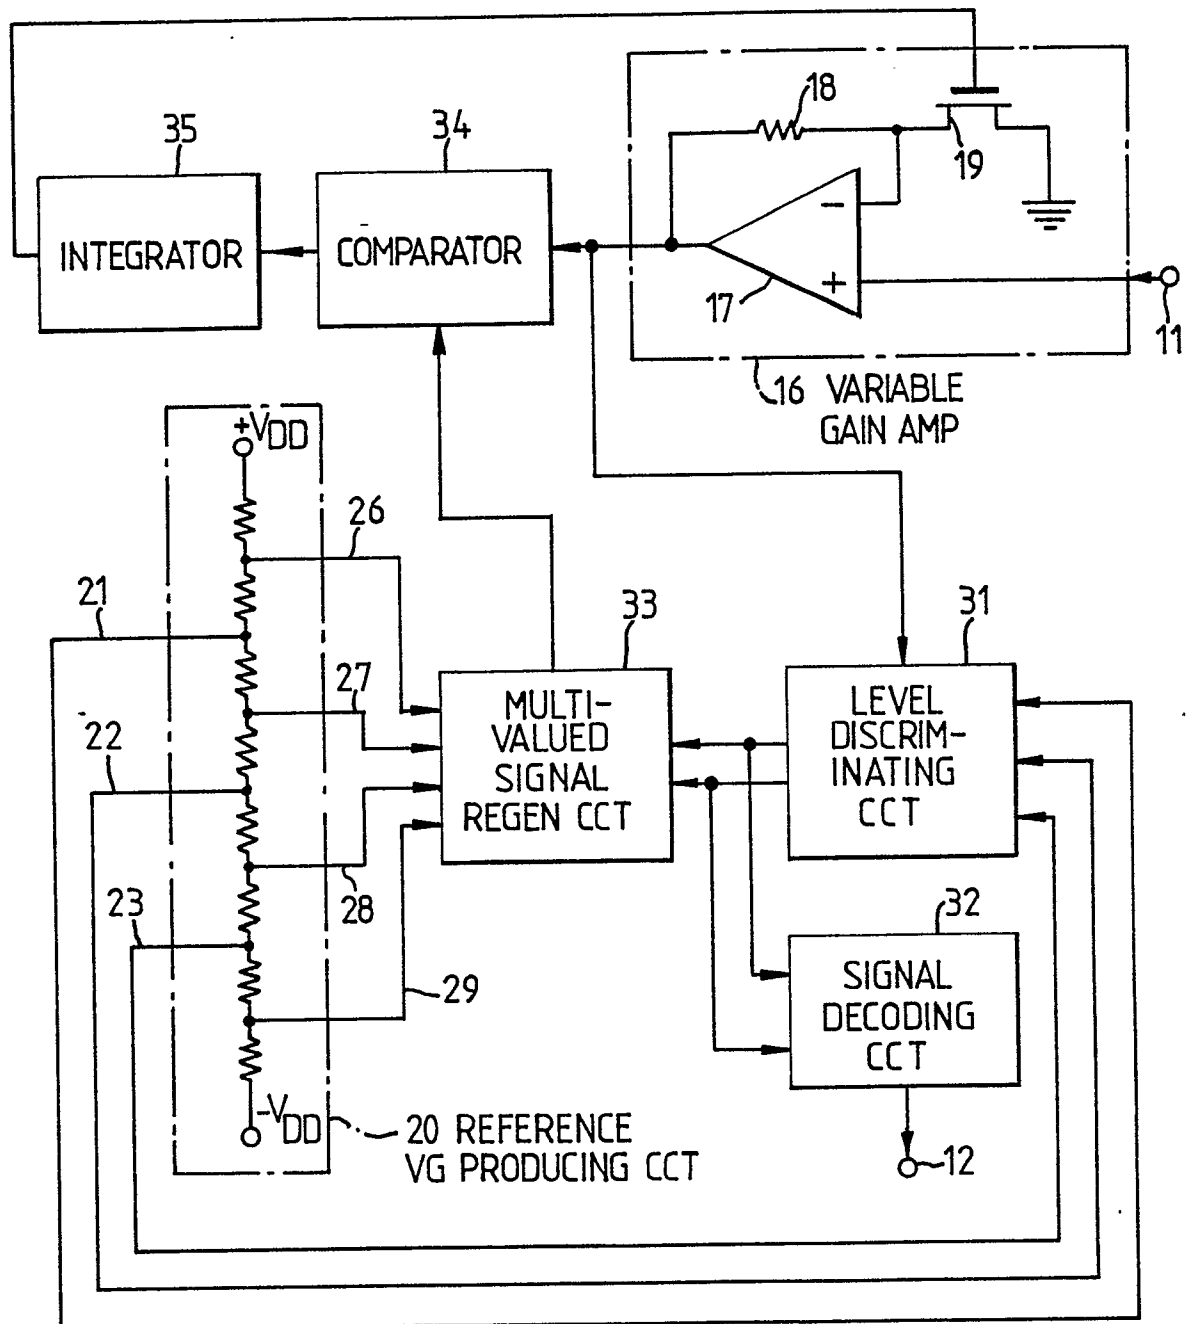 35
34
18
19
INTEGRATOR
COMPARATOR
−
+
17
11
16 VARIABLE
GAIN AMP
+VDD
26
21
33
31
27
22
MULTI-
VALUED
SIGNAL
REGEN CCT
LEVEL
DISCRIM-
INATING
CCT
28
23
32
29
SIGNAL
DECODING
CCT
-VDD
20 REFERENCE
VG PRODUCING CCT
12